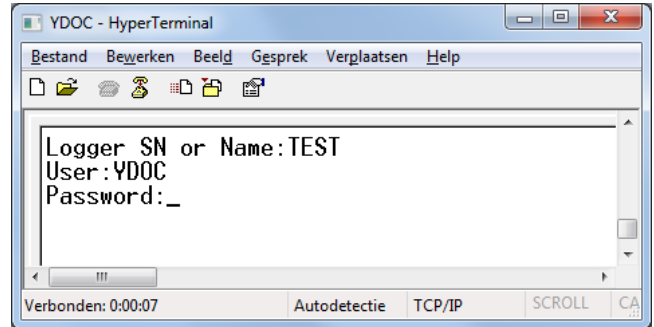 YDOC - HyperTerminal
Bestand Bewerken Beeld Gesprek Verplaatsen Help
Logger SN or Name:TEST
User:YDOC
Password:_
Verbonden: 0:00:07 Autodetectie TCP/IP SCROLL CA